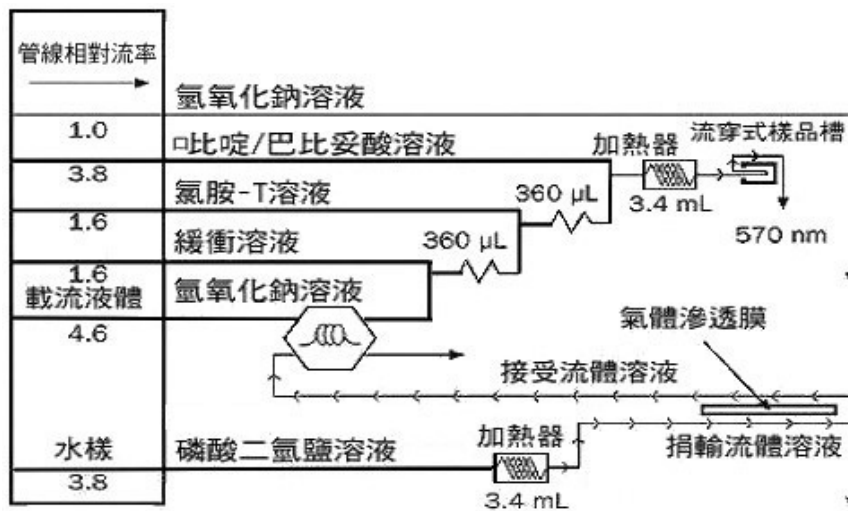 管線相對流率
氫氧化鈉溶液
1.0
口比啶/巴比妥酸溶液
加熱器
流穿式樣品槽
3.8
氯胺-T溶液
360 µL
3.4 mL
1.6
緩衝溶液
360 µL
570 nm
1.6
載流液體
氫氧化鈉溶液
4.6
氣體滲透膜
接受流體溶液
水樣
磷酸二氫鹽溶液
加熱器
捐輸流體溶液
3.8
3.4 mL